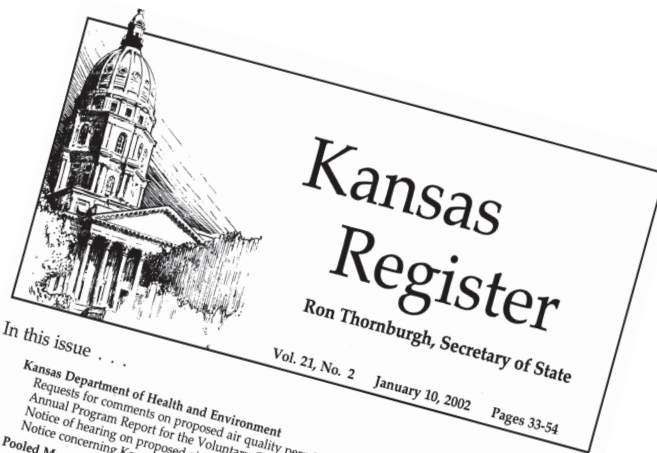 Kansas
Register
Ron Thornburgh, Secretary of State
Vol. 21, No. 2 January 10, 2002 Pages 33-54
In this issue . . .
Kansas Department of Health and Environment
Requests for comments on proposed air quality
Annual Program Report for the Voluntary
Notice of hearing on proposed
Notice concerning
Pooled